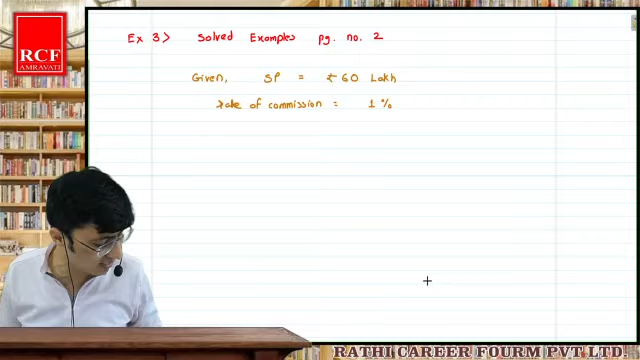 RCF
AMRAVATI
Ex 3> Solved Examples pg. no. 2
Given, SP = ₹ 60 Lakh
rate of commission = 1 %
RATHI CAREER FOURM PVT LTD.